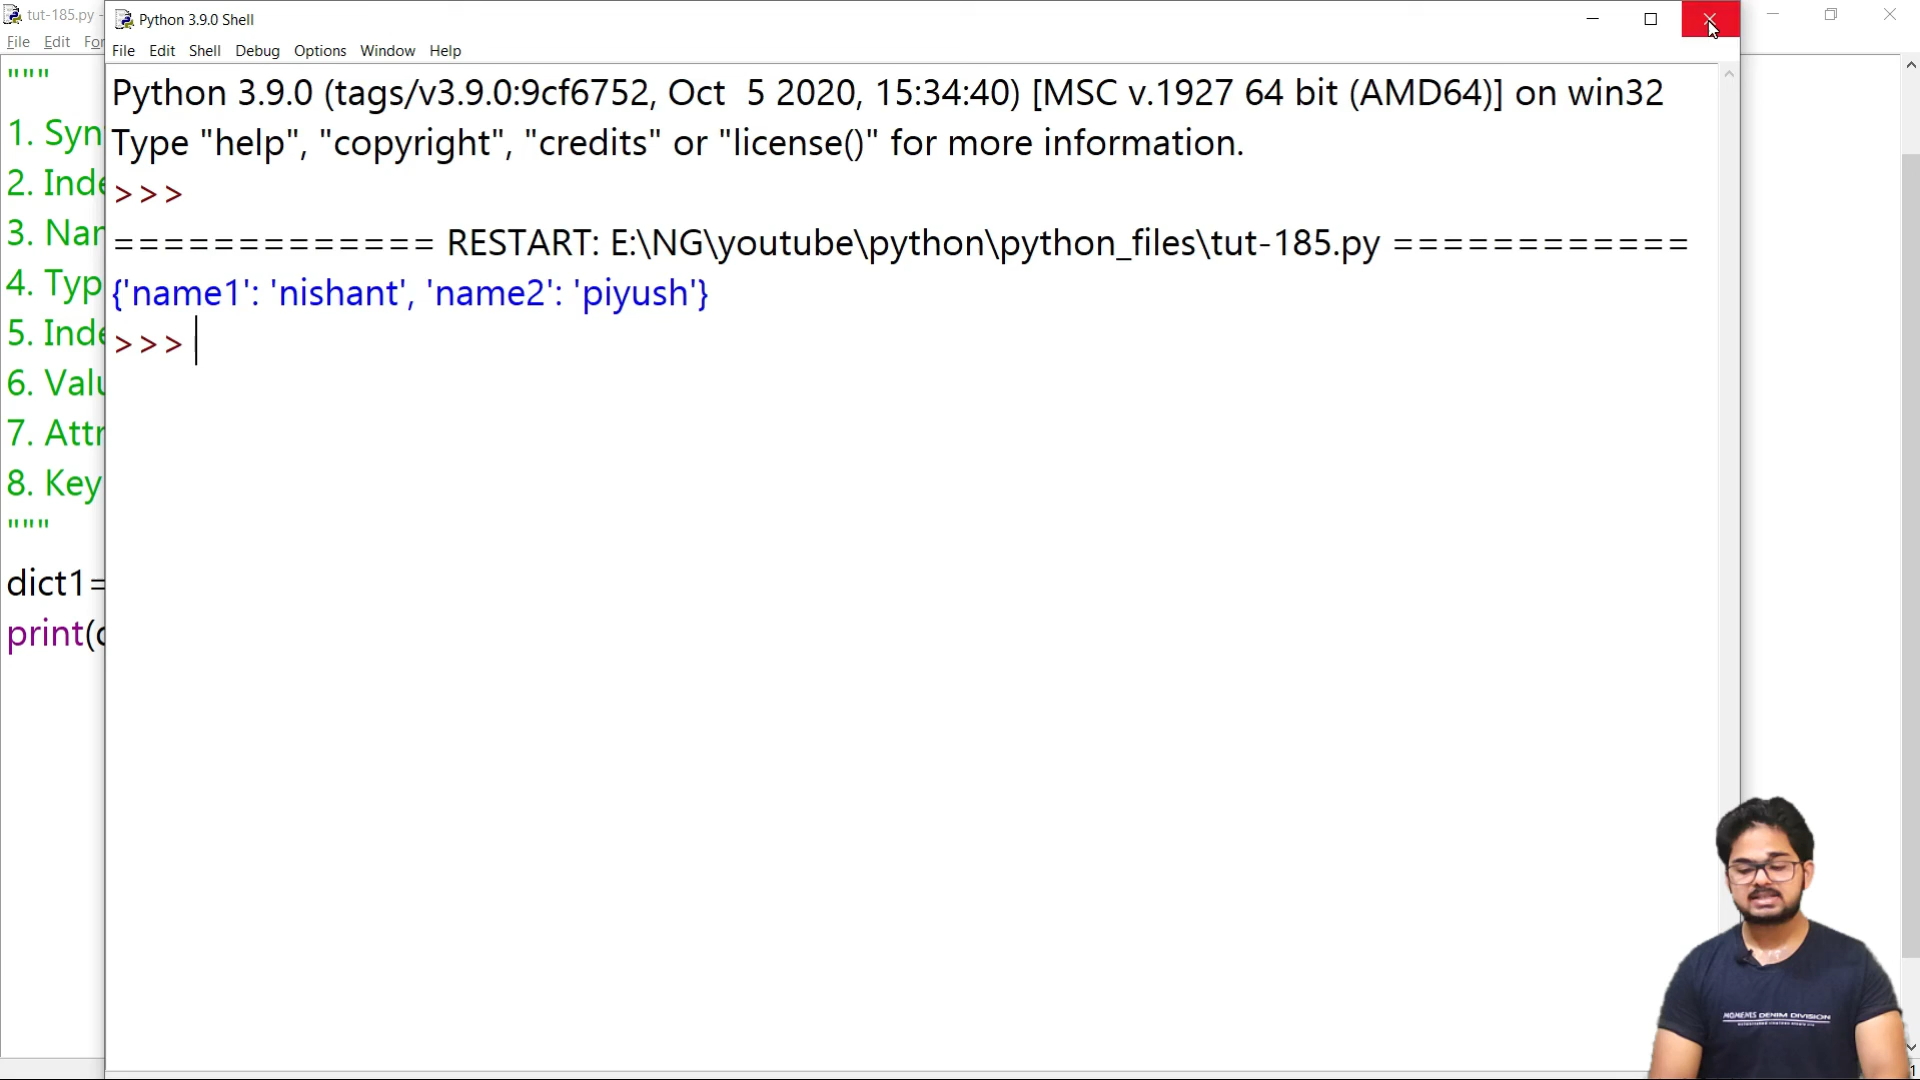 tut-185.py -
File Edit For
"""
1. Syn
2. Inde
3. Nam
4. Typ
5. Inde
6. Valu
7. Attr
8. Key
"""
dict1=
print(d
Python 3.9.0 Shell
File Edit Shell Debug Options Window Help
Python 3.9.0 (tags/v3.9.0:9cf6752, Oct  5 2020, 15:34:40) [MSC v.1927 64 bit (AMD64)] on win32
Type "help", "copyright", "credits" or "license()" for more information.
>>>
============= RESTART: E:\NG\youtube\python\python_files\tut-185.py ============
{'name1': 'nishant', 'name2': 'piyush'}
>>>
DENIM DIVISION